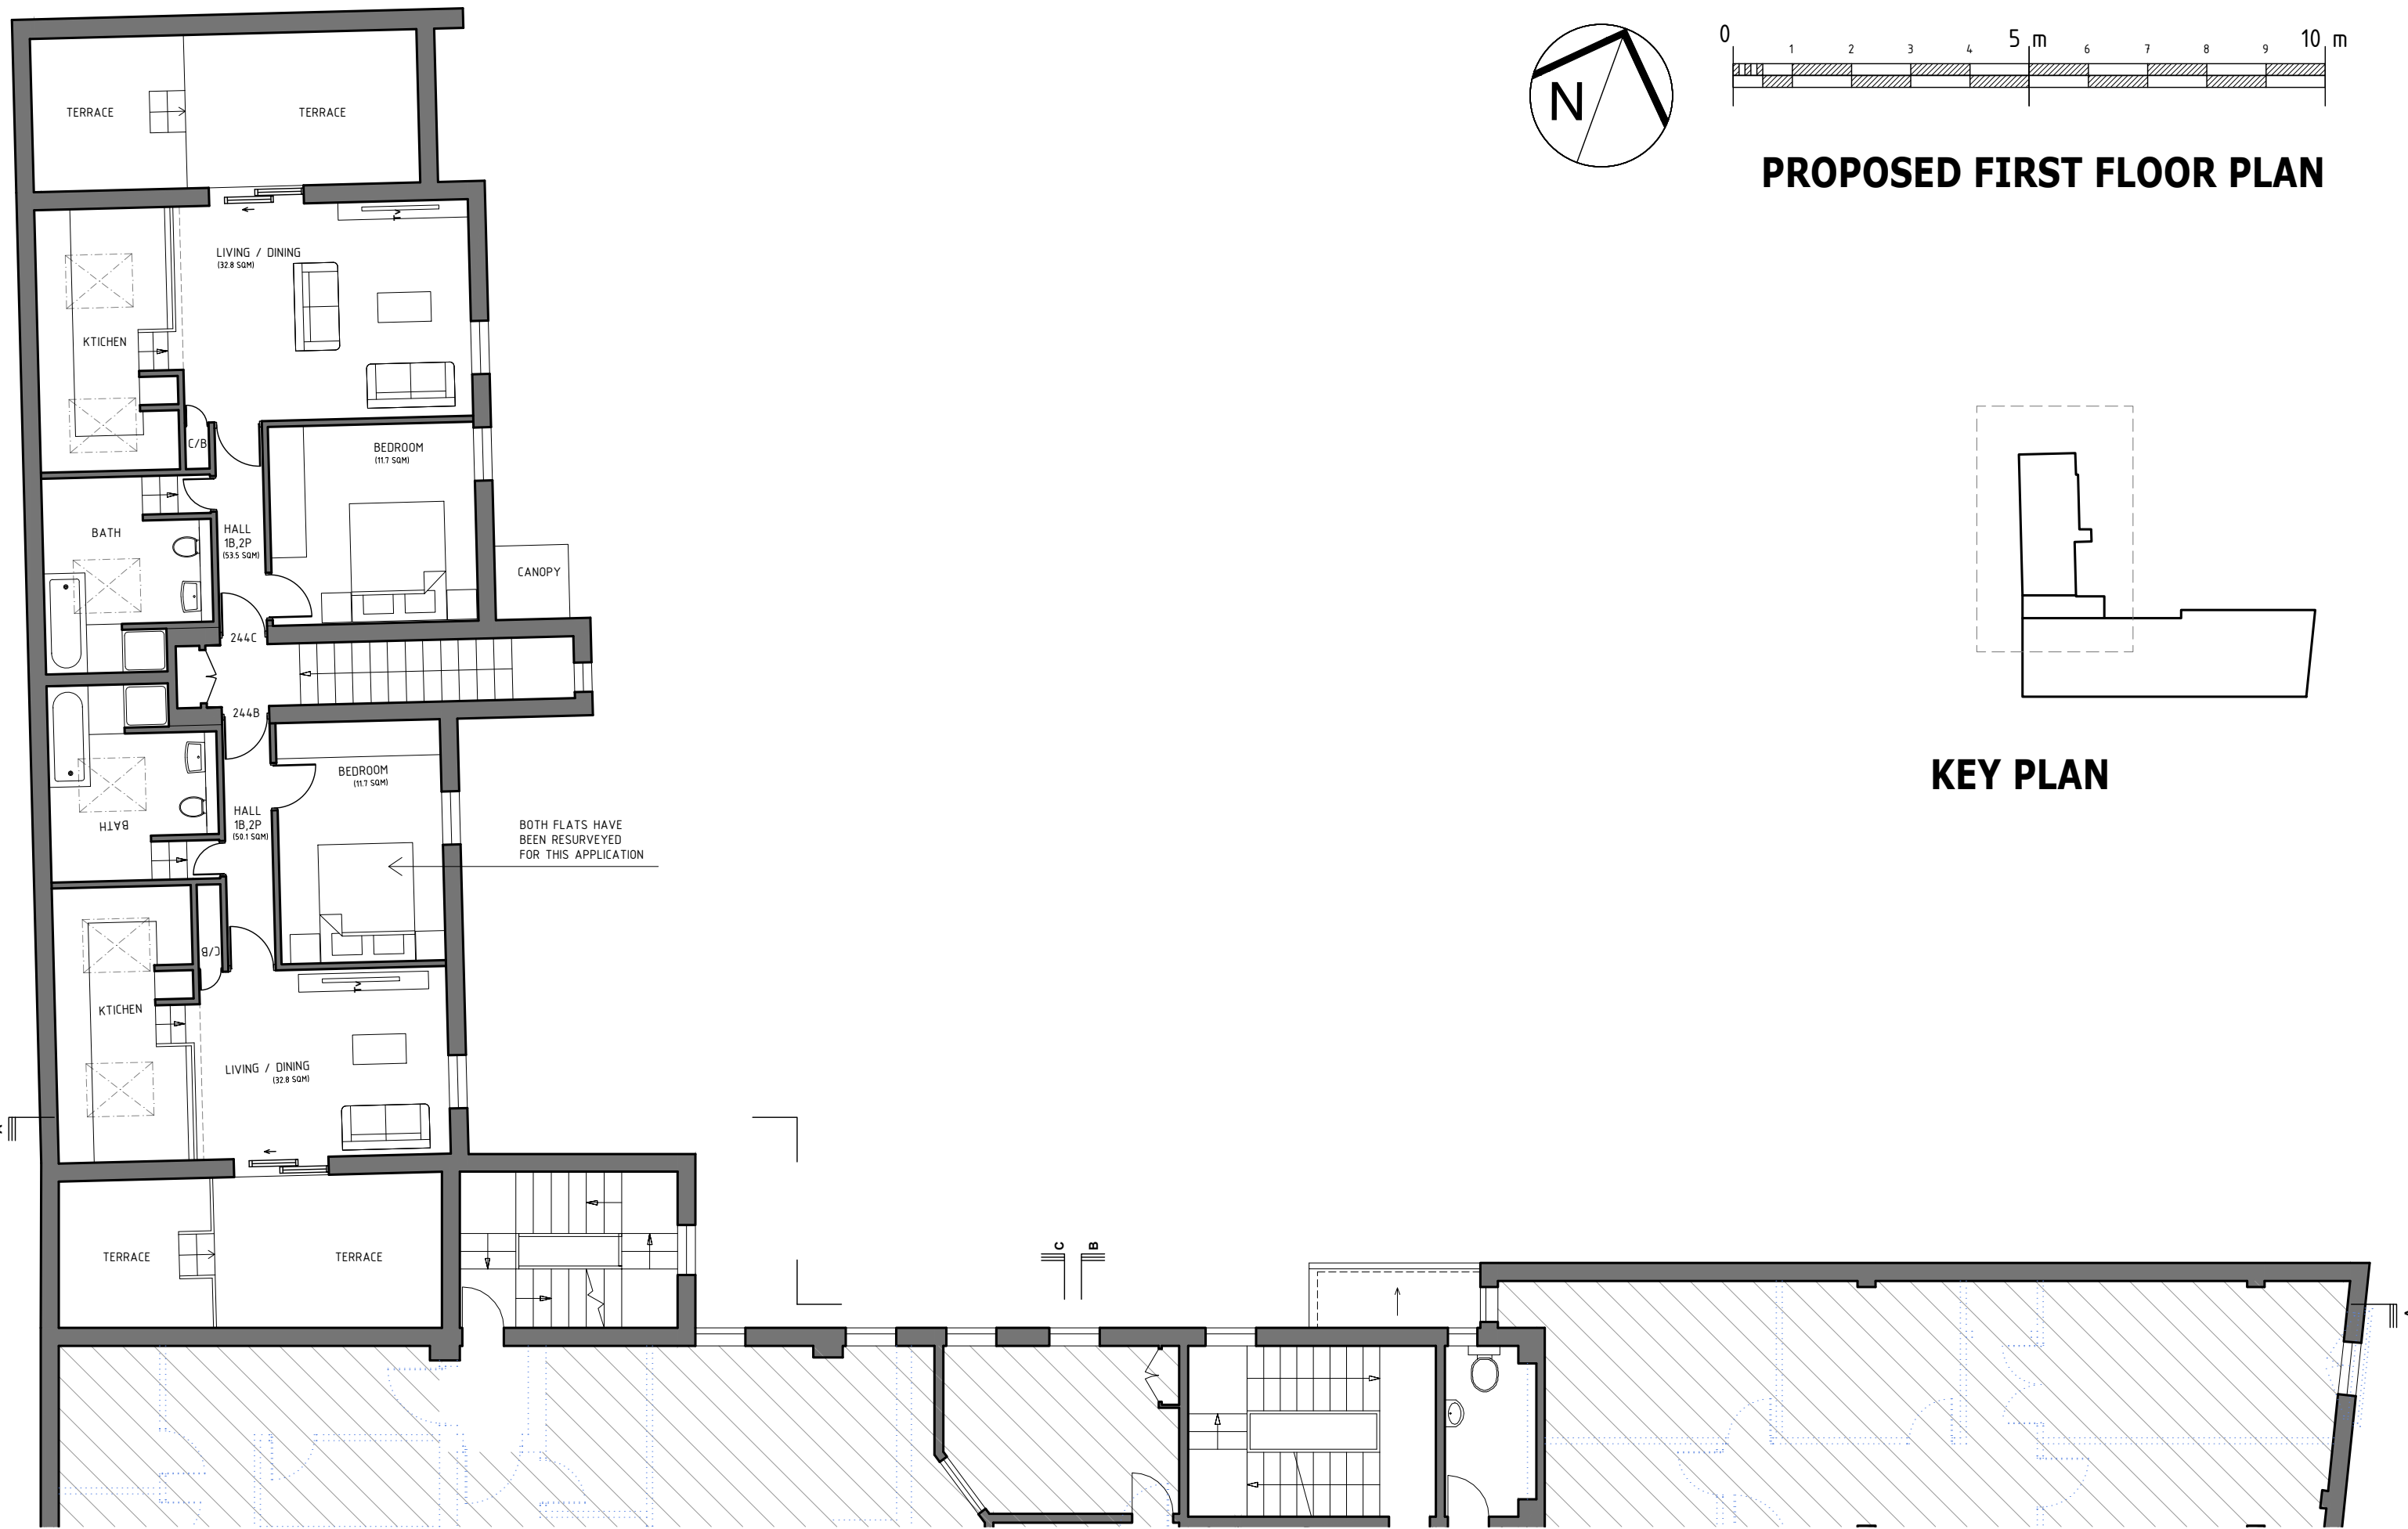 0
1
2
3
4
5 m
6
7
8
9
10 m
N
PROPOSED FIRST FLOOR PLAN
TERRACE
TERRACE
TV
LIVING / DINING
(32.8 SQM)
KTICHEN
C/B
BEDROOM
(11.7 SQM)
BATH
HALL
1B,2P
(53.5 SQM)
CANOPY
244C
244B
BEDROOM
(11.7 SQM)
KEY PLAN
BATH
HALL
1B,2P
(50.1 SQM)
BOTH FLATS HAVE
BEEN RESURVEYED
FOR THIS APPLICATION
C/B
TV
KTICHEN
LIVING / DINING
(32.8 SQM)
TERRACE
TERRACE
C
B